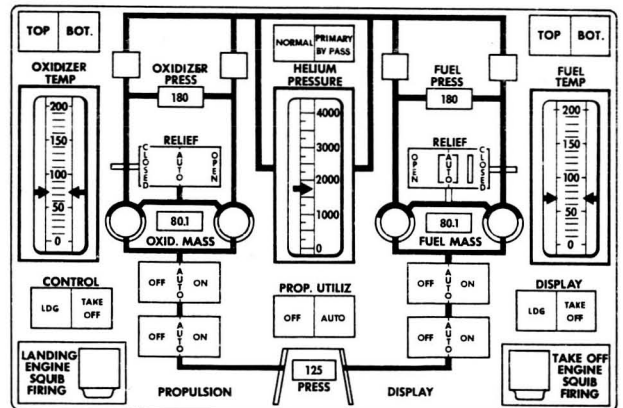 TOP BOT.
NORMAL PRIMARY BY PASS
TOP BOT.
OXIDIZER TEMP
OXIDIZER PRESS
HELIUM PRESSURE
FUEL PRESS
FUEL TEMP
180
180
200
150
100
50
0
RELIEF
CLOSED AUTO OPEN
4000
3000
2000
1000
0
RELIEF
OPEN AUTO CLOSED
200
150
100
50
0
80.1
OXID. MASS
80.1
FUEL MASS
CONTROL
LDG TAKE OFF
OFF AUTO ON
OFF AUTO ON
PROP. UTILIZ
OFF AUTO
OFF AUTO ON
OFF AUTO ON
DISPLAY
LDG TAKE OFF
LANDING
ENGINE
SQUIB
FIRING
PROPULSION
125
PRESS
DISPLAY
TAKE OFF
ENGINE
SQUIB
FIRING